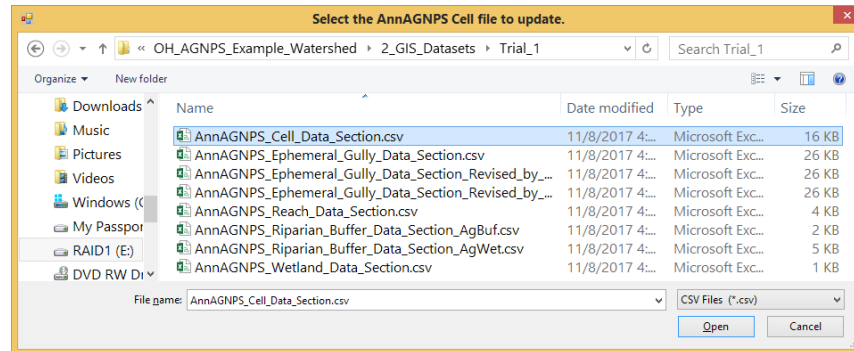 Select the AnnAGNPS Cell file to update.
« OH_AGNPS_Example_Watershed ▸ 2_GIS_Datasets ▸ Trial_1
Search Trial_1
Organize
New folder
Downloads
Music
Pictures
Videos
Windows (C
My Passpor
RAID1 (E:)
DVD RW Dr
Name Date modified Type Size
AnnAGNPS_Cell_Data_Section.csv 11/8/2017 4:... Microsoft Exc... 16 KB
AnnAGNPS_Ephemeral_Gully_Data_Section.csv 11/8/2017 4:... Microsoft Exc... 26 KB
AnnAGNPS_Ephemeral_Gully_Data_Section_Revised_by_... 11/8/2017 4:... Microsoft Exc... 26 KB
AnnAGNPS_Ephemeral_Gully_Data_Section_Revised_by_... 11/8/2017 4:... Microsoft Exc... 26 KB
AnnAGNPS_Reach_Data_Section.csv 11/8/2017 4:... Microsoft Exc... 4 KB
AnnAGNPS_Riparian_Buffer_Data_Section_AgBuf.csv 11/8/2017 4:... Microsoft Exc... 2 KB
AnnAGNPS_Riparian_Buffer_Data_Section_AgWet.csv 11/8/2017 4:... Microsoft Exc... 5 KB
AnnAGNPS_Wetland_Data_Section.csv 11/8/2017 4:... Microsoft Exc... 1 KB
File name: AnnAGNPS_Cell_Data_Section.csv
CSV Files (*.csv)
Open
Cancel